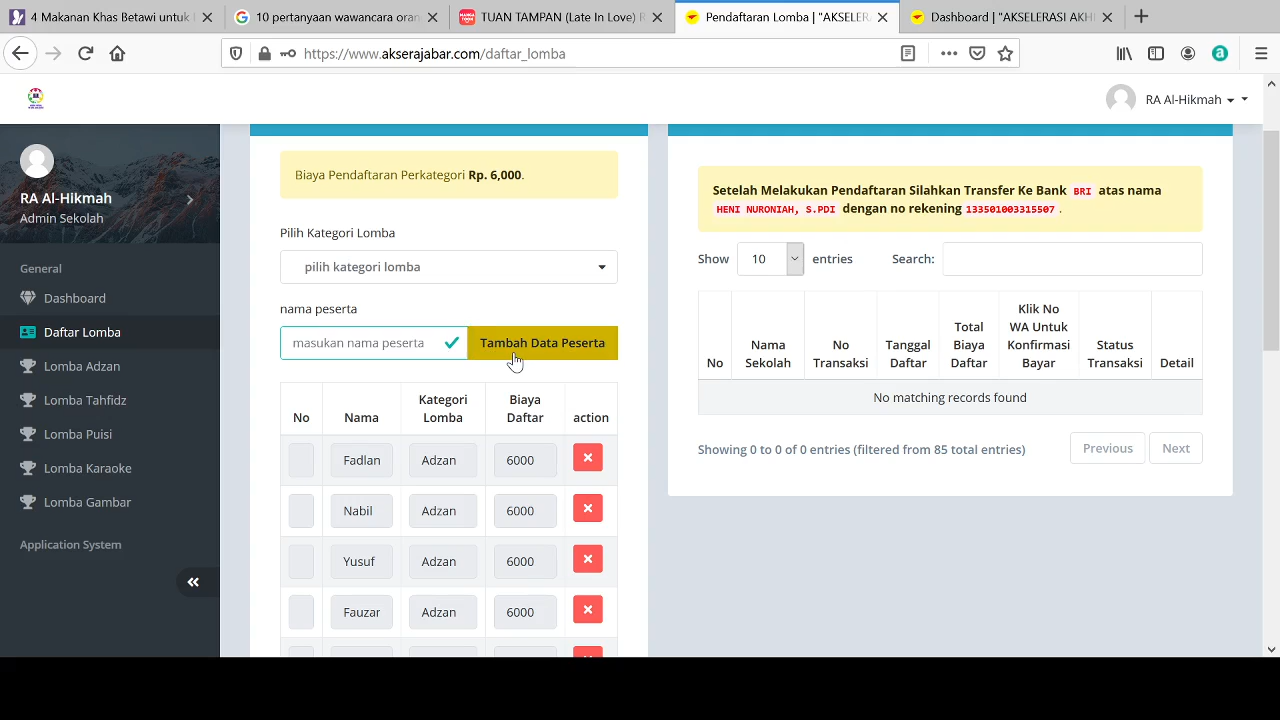 4 Makanan Khas Betawi untuk
10 pertanyaan wawancara oran
TUAN TAMPAN (Late In Love) F
Pendaftaran Lomba | "AKSELERA
Dashboard | "AKSELERASI AKH
https://www.akserajabar.com/daftar_lomba
RA Al-Hikmah
RA Al-Hikmah
Admin Sekolah
General
Dashboard
Daftar Lomba
Lomba Adzan
Lomba Tahfidz
Lomba Puisi
Lomba Karaoke
Lomba Gambar
Application System
Biaya Pendaftaran Perkategori Rp. 6,000.
Pilih Kategori Lomba
pilih kategori lomba
nama peserta
masukan nama peserta
Tambah Data Peserta
No Nama Kategori Lomba Biaya Daftar action
Fadlan Adzan 6000
Nabil Adzan 6000
Yusuf Adzan 6000
Fauzar Adzan 6000
Setelah Melakukan Pendaftaran Silahkan Transfer Ke Bank BRI atas nama
HENI NURONIAH, S.PDI dengan no rekening 133501003315507 .
Show 10 entries Search:
No Nama Sekolah No Transaksi Tanggal Daftar Total Biaya Daftar Klik No WA Untuk Konfirmasi Bayar Status Transaksi Detail
No matching records found
Showing 0 to 0 of 0 entries (filtered from 85 total entries)
Previous Next